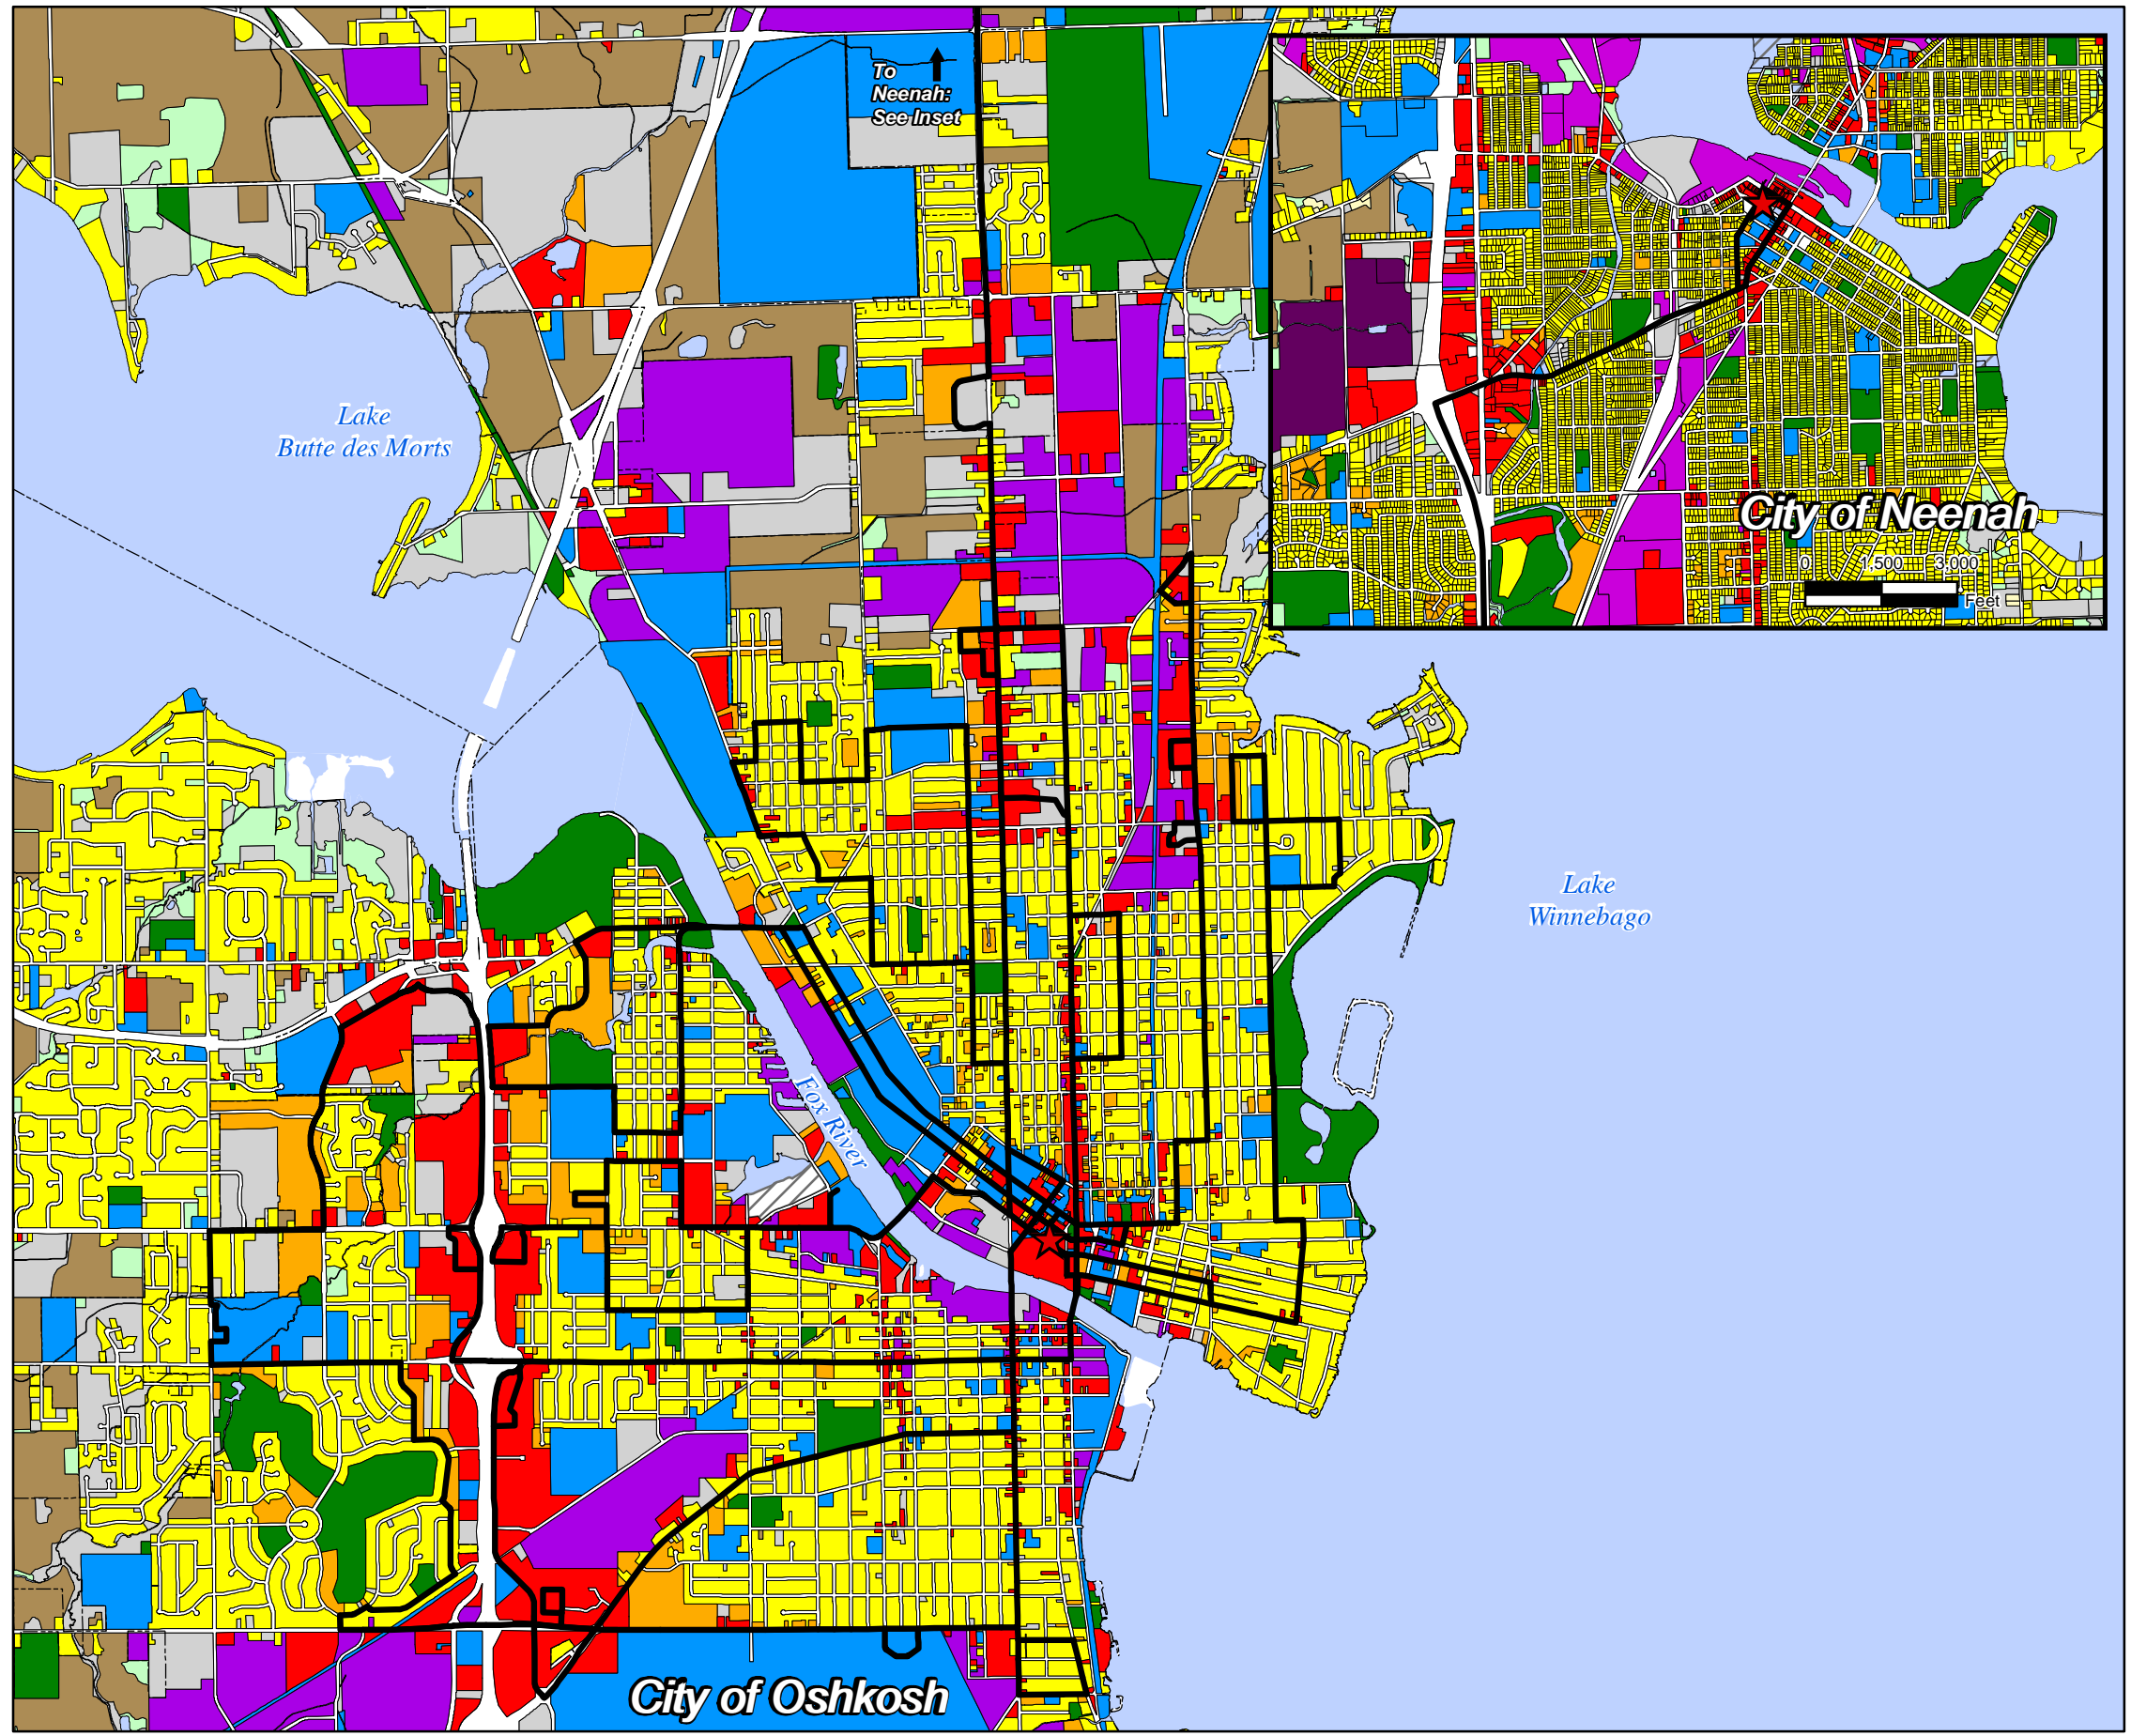 To
Neenah:
See Inset
City of Neenah
0 1,500 3,000
Feet
Lake
Butte des Morts
Lake
Winnebago
Fox River
City of Oshkosh